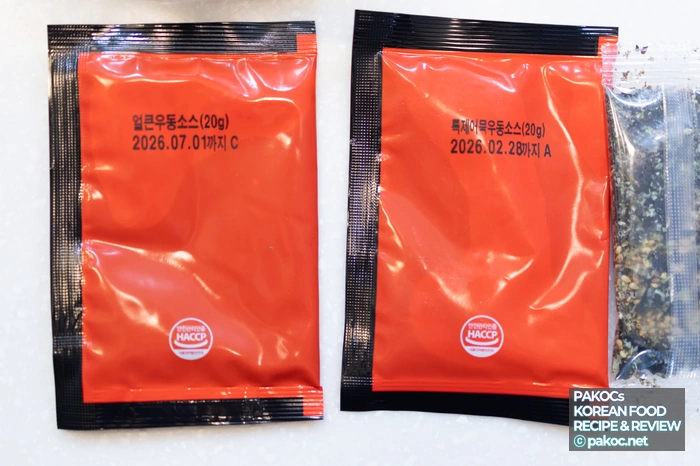 얼큰우동소스(20g)
2026.07.01까지 C
특제어묵우동소스(20g)
2026.02.28까지 A
HACCP
HACCP
PAKOCs
KOREAN FOOD
RECIPE & REVIEW
© pakoc.net